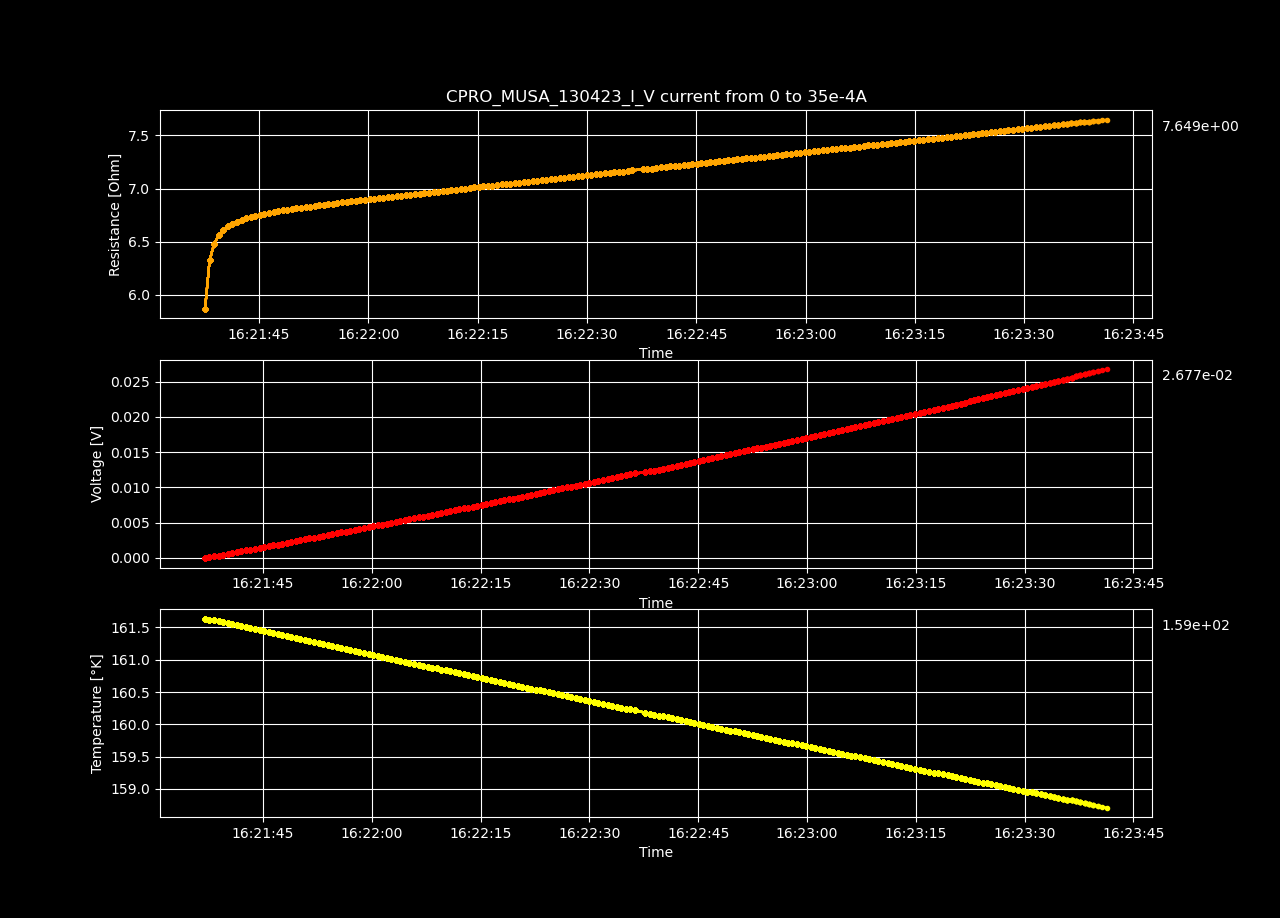 CPRO_MUSA_130423_I_V current from 0 to 35e-4A
7.649e+00
Resistance [Ohm]
7.5
7.0
6.5
6.0
16:21:45 16:22:00 16:22:15 16:22:30 16:22:45 16:23:00 16:23:15 16:23:30 16:23:45
Time
2.677e-02
Voltage [V]
0.025
0.020
0.015
0.010
0.005
0.000
16:21:45 16:22:00 16:22:15 16:22:30 16:22:45 16:23:00 16:23:15 16:23:30 16:23:45
Time
1.59e+02
Temperature [°K]
161.5
161.0
160.5
160.0
159.5
159.0
16:21:45 16:22:00 16:22:15 16:22:30 16:22:45 16:23:00 16:23:15 16:23:30 16:23:45
Time